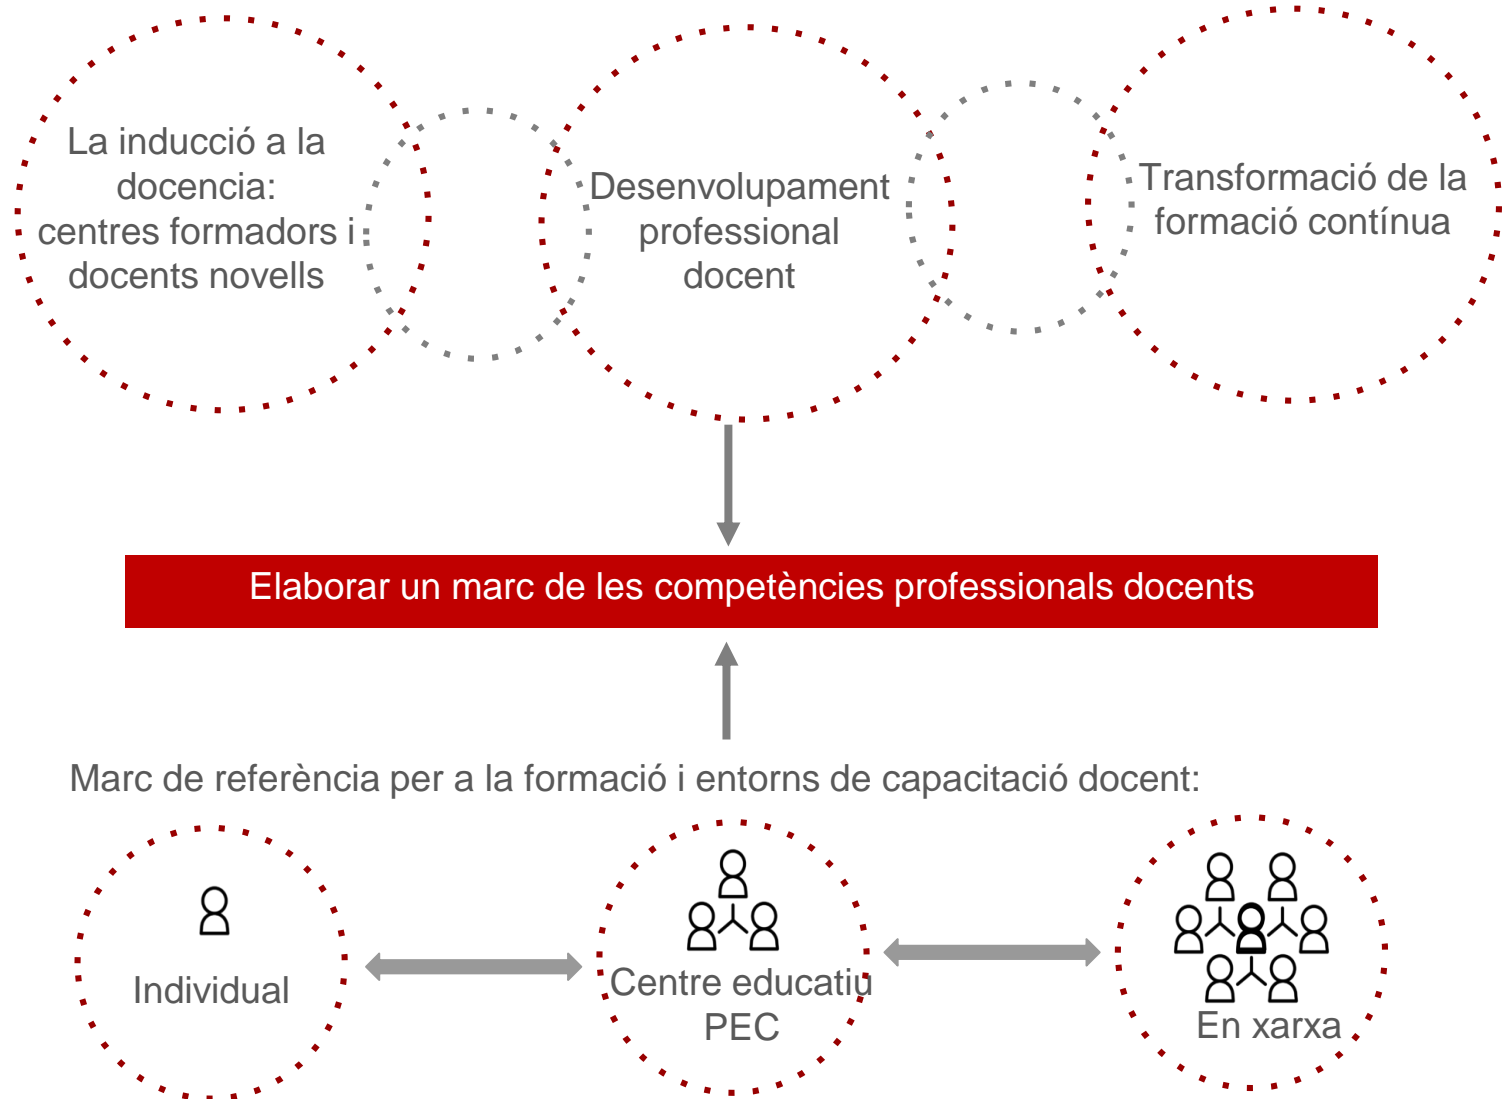 La inducció a la
docencia:
centres formadors i
docents novells
Desenvolupament
professional
docent
Transformació de la
formació contínua
Elaborar un marc de les competències professionals docents
Marc de referència per a la formació i entorns de capacitació docent:
Individual
Centre educatiu
PEC
En xarxa